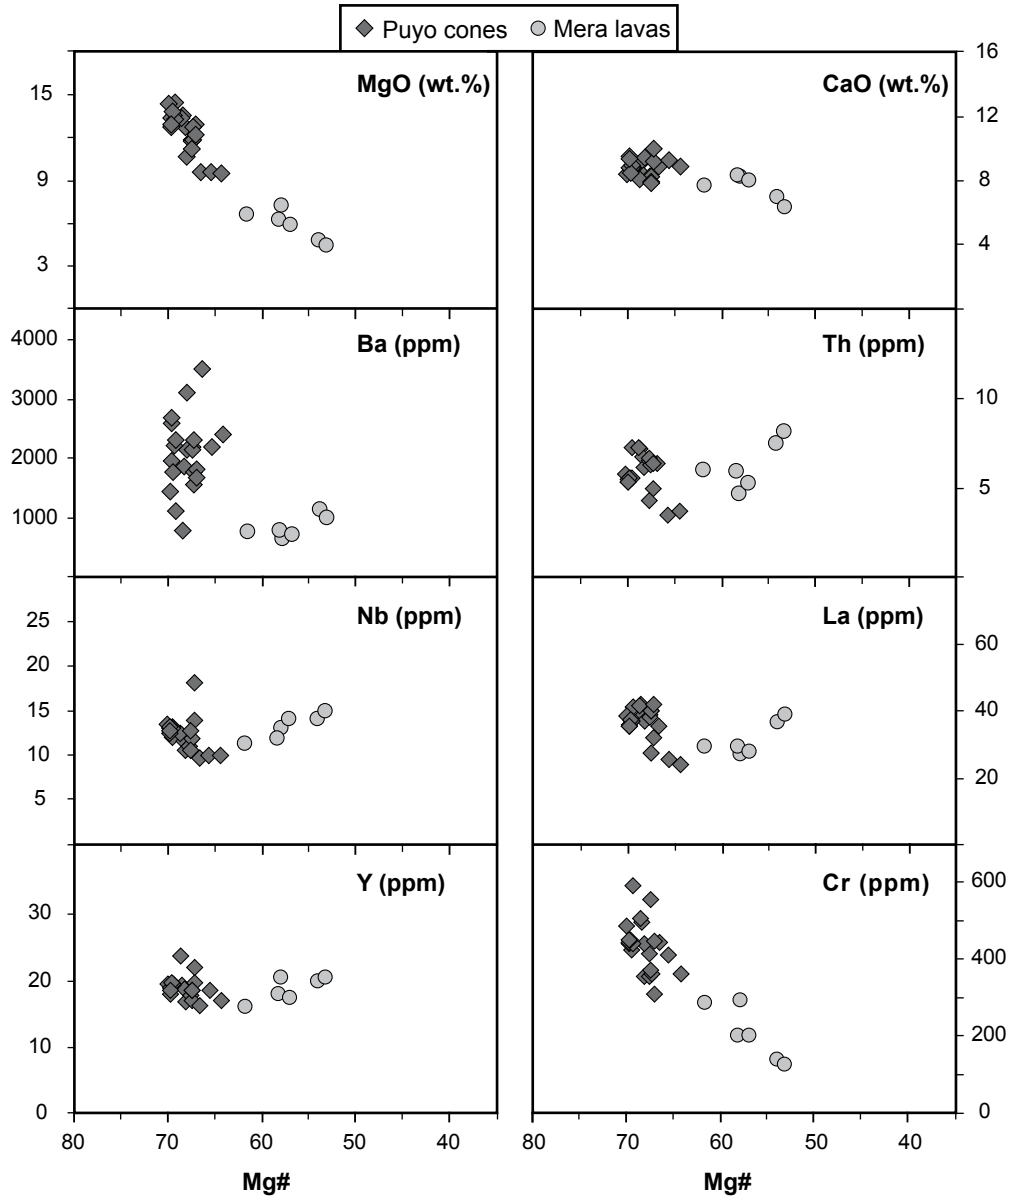 Puyo cones Mera lavas
MgO (wt.%)
15
9
3
CaO (wt.%)
16
12
8
4
Ba (ppm)
4000
3000
2000
1000
Th (ppm)
10
5
Nb (ppm)
25
20
15
10
5
La (ppm)
60
40
20
Y (ppm)
30
20
10
0
Cr (ppm)
600
400
200
0
80 70 60 50 40
80 70 60 50 40
Mg#
Mg#